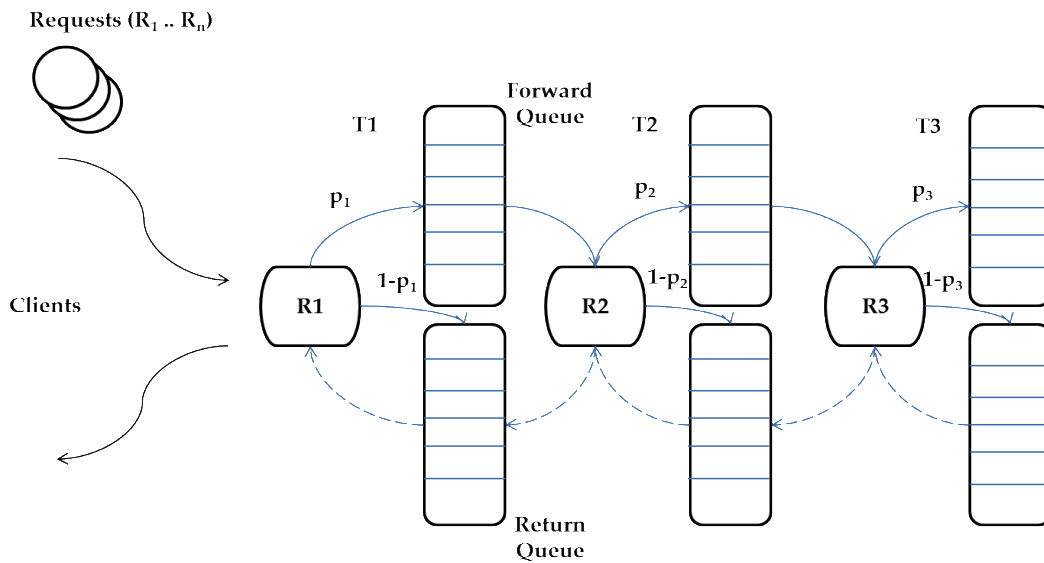 Requests (R₁ .. Rₙ)
Forward
Queue
T1
T2
T3
p₁
p₂
p₃
1-p₁
1-p₂
1-p₃
Clients
R1
R2
R3
Return
Queue